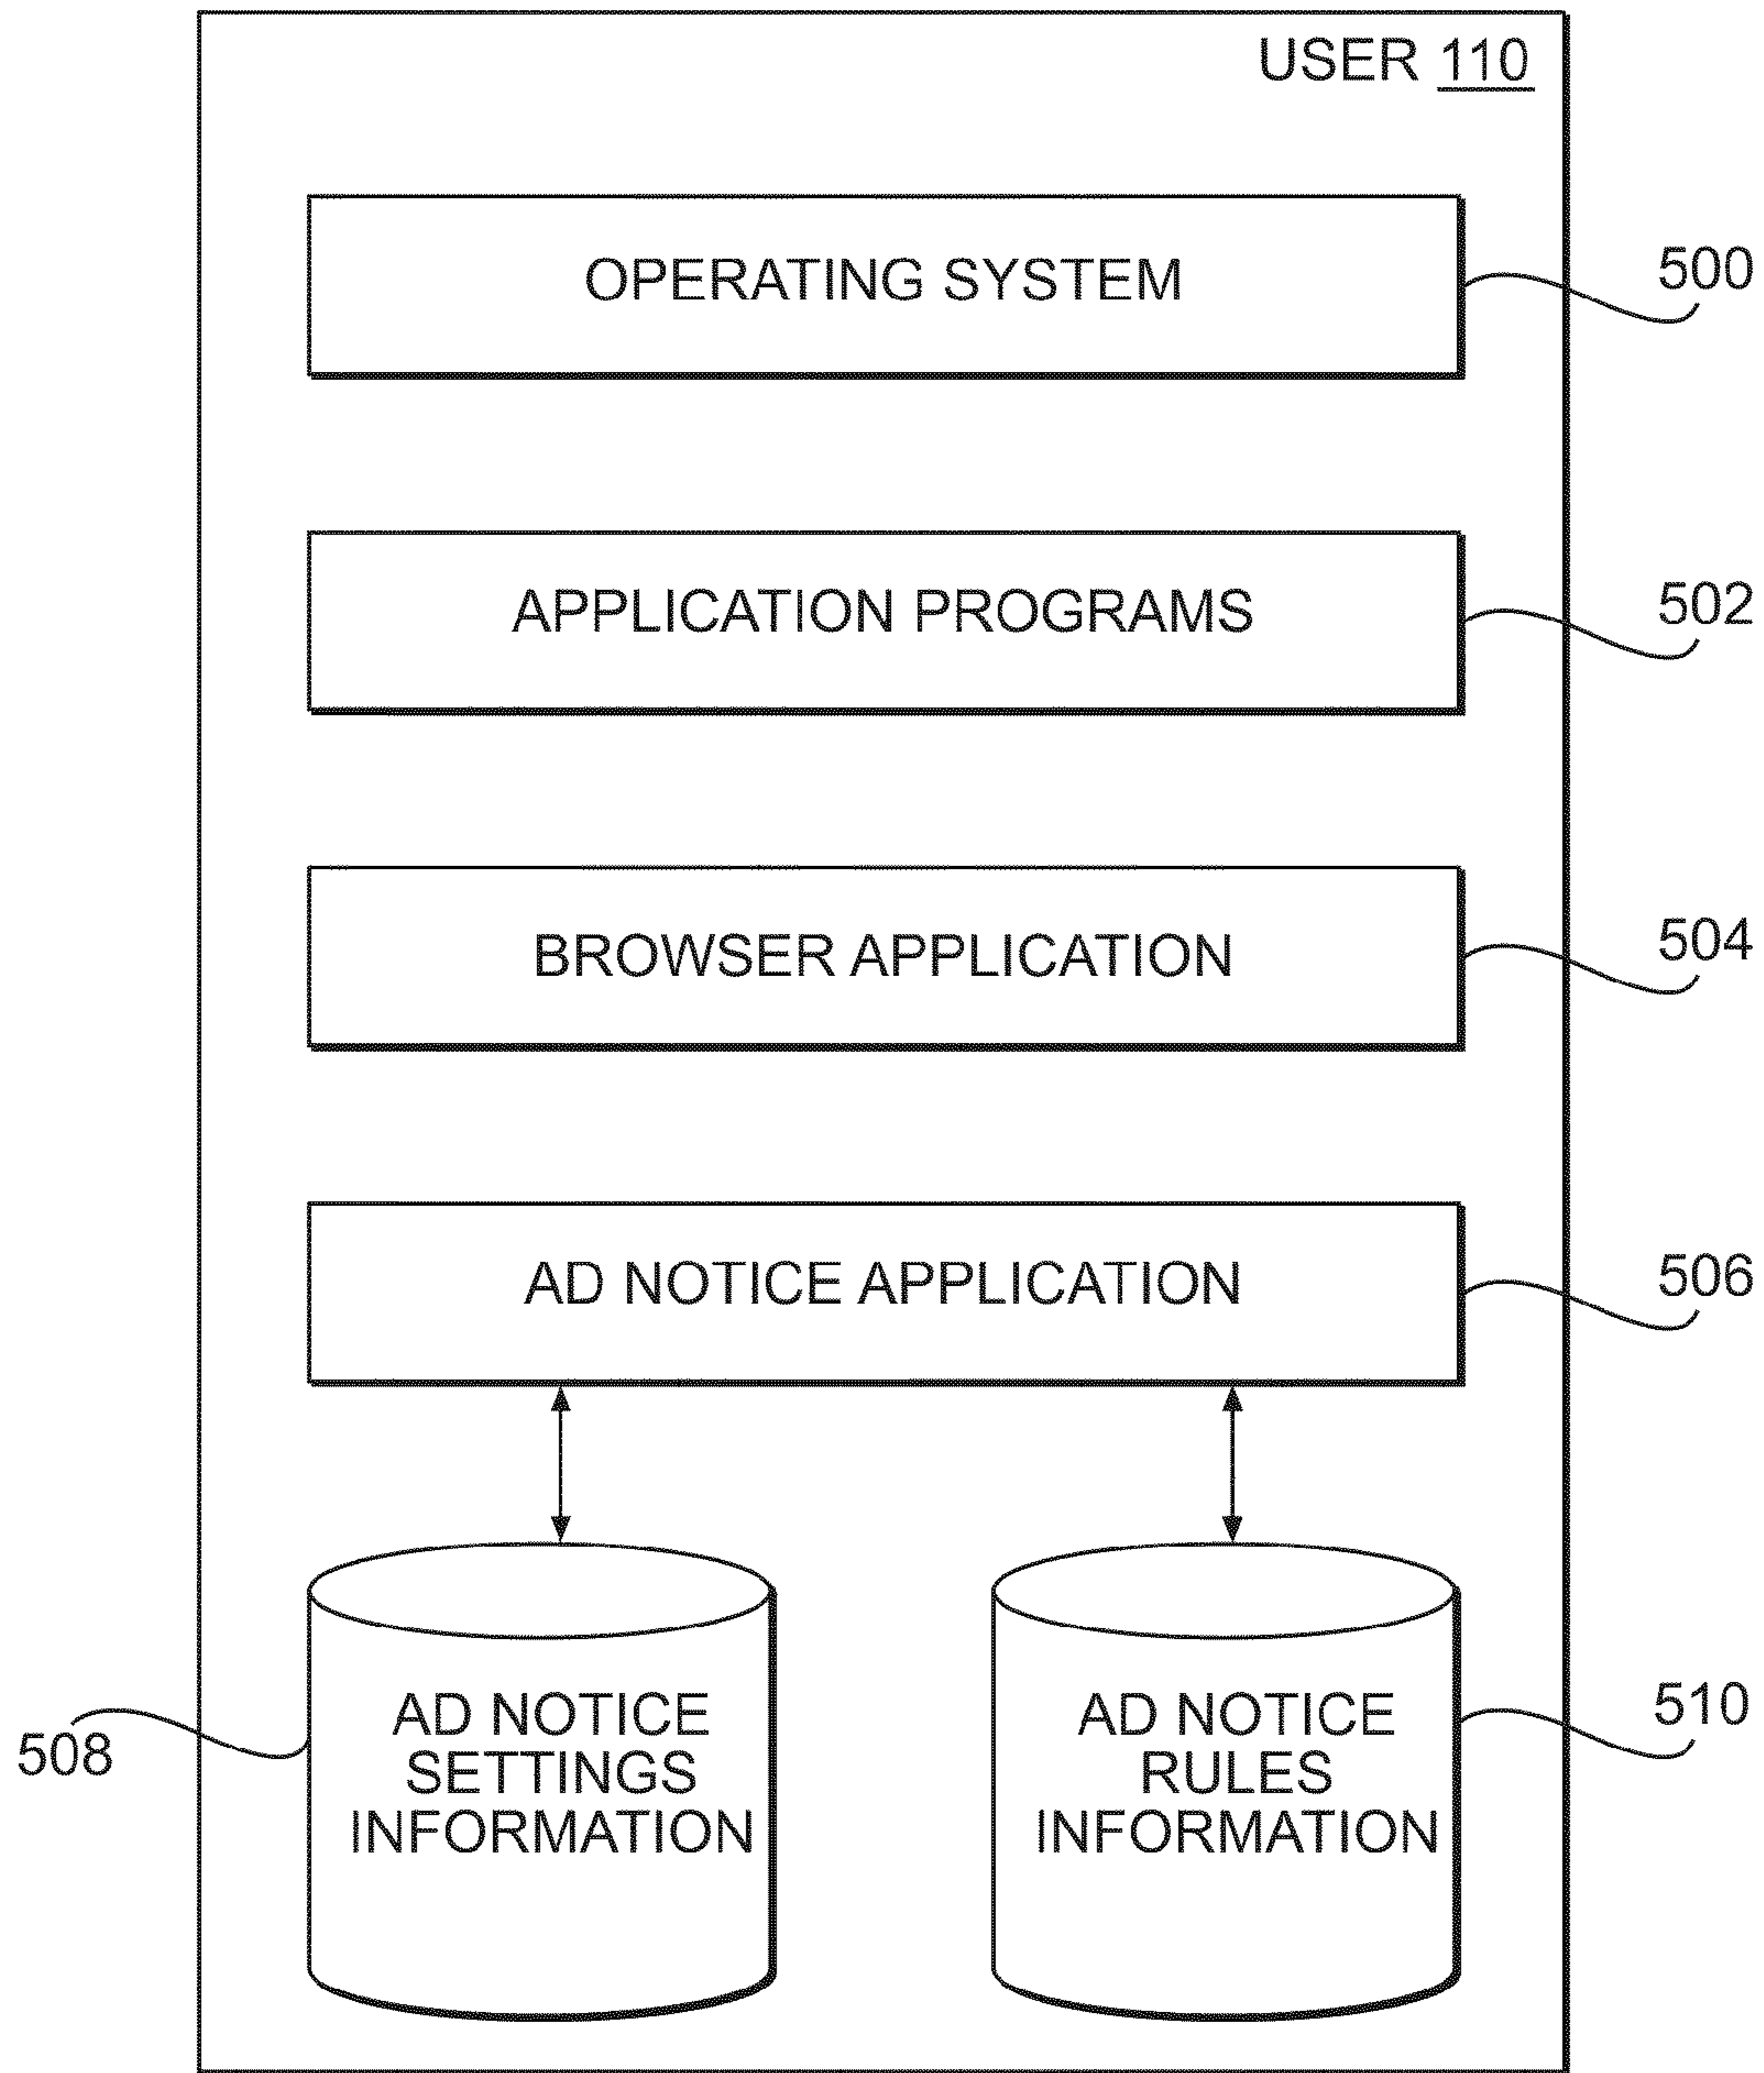 USER 110
OPERATING SYSTEM
500
APPLICATION PROGRAMS
502
BROWSER APPLICATION
504
AD NOTICE APPLICATION
506
508
AD NOTICE
SETTINGS
INFORMATION
AD NOTICE
RULES
INFORMATION
510